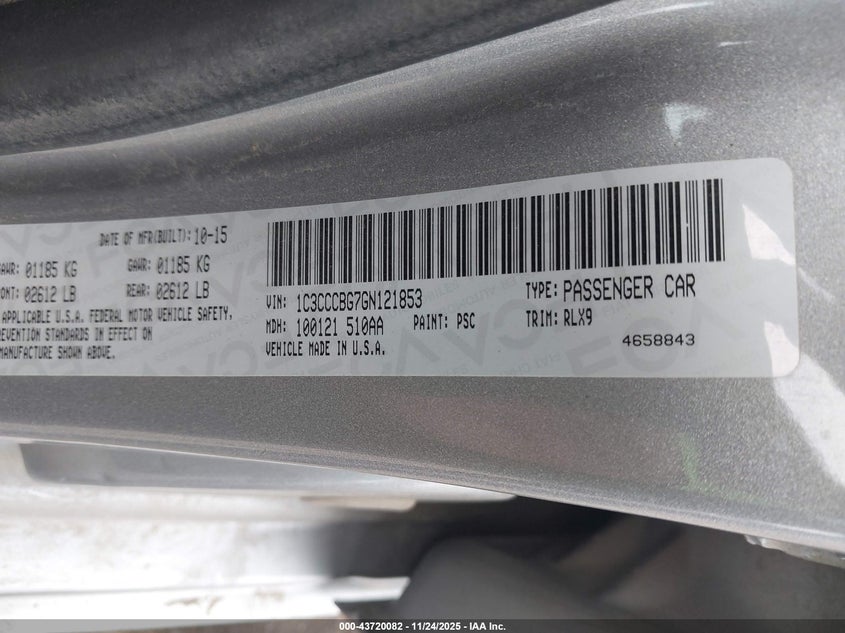 DATE OF MFR(BUILT): 10-15
GAWR: 01185 KG GAWR: 01185 KG
02612 LB REAR: 02612 LB
APPLICABLE U.S.A. FEDERAL MOTOR VEHICLE SAFETY,
STANDARDS IN EFFECT ON
MANUFACTURE SHOWN ABOVE.
VIN: 1C3CCCBG7GN121853 TYPE: PASSENGER CAR
MDH: 100121 510AA PAINT: PSC TRIM: RLX9
VEHICLE MADE IN U.S.A. 4658843
000-43720082 - 11/24/2025 - IAA Inc.